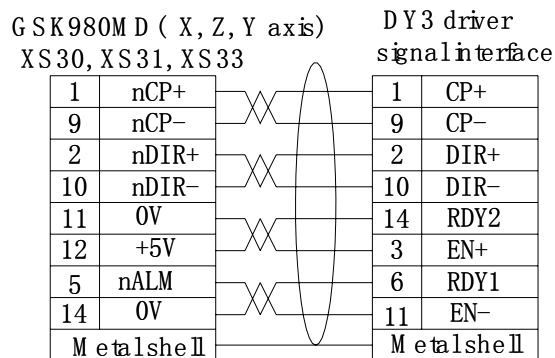 GSK980MD ( X, Z, Y axis)
XS30, XS31, XS33
DY3 driver
signal interface
1 nCP+ 1 CP+
9 nCP- 9 CP-
2 nDIR+ 2 DIR+
10 nDIR- 10 DIR-
11 0V 14 RDY2
12 +5V 3 EN+
5 nALM 6 RDY1
14 0V 11 EN-
Metal shell Metal shell